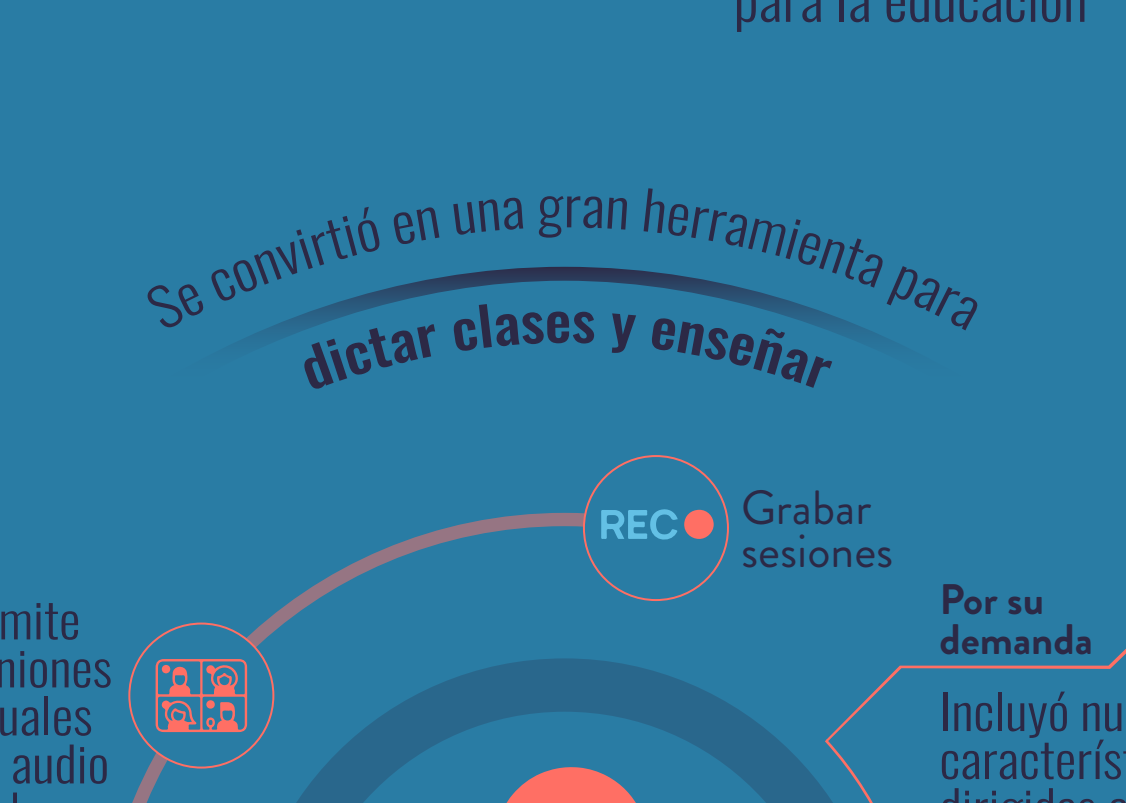 para la educación
Se convirtió en una gran herramienta para
dictar clases y enseñar
REC
Grabar
sesiones
Por su
demanda
mite
niones
uales
audio
Incluyó nu
caracterís